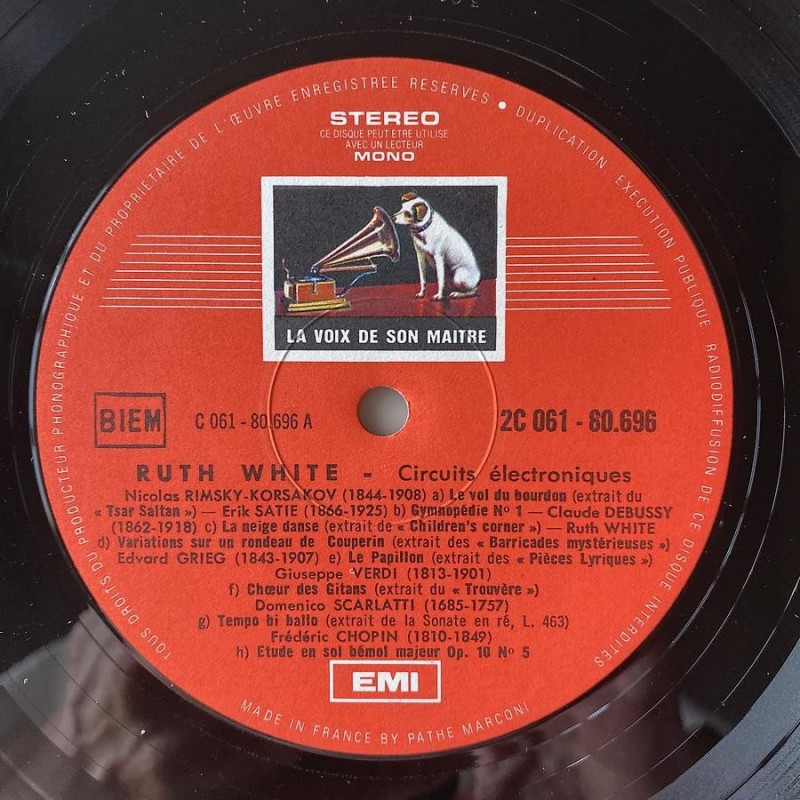 TOUS DROITS DU PRODUCTEUR PHONOGRAPHIQUE ET DU PROPRIETAIRE DE L'ŒUVRE ENREGISTREE RESERVES • DUPLICATION, EXECUTION PUBLIQUE RADIODIFFUSION DE CE DISQUE INTERDITES
STEREO
CE DISQUE PEUT ETRE UTILISE
AVEC UN LECTEUR
MONO
LA VOIX DE SON MAITRE
BIEM
C 061 - 80.696 A
2C 061 - 80.696
RUTH WHITE - Circuits électroniques
Nicolas RIMSKY-KORSAKOV (1844-1908) a) Le vol du bourdon (extrait du
« Tsar Saltan ») — Erik SATIE (1866-1925) b) Gymnopédie No 1 — Claude DEBUSSY
(1862-1918) c) La neige danse (extrait de « Children's corner ») — Ruth WHITE
d) Variations sur un rondeau de Couperin (extrait des « Barricades mystérieuses »)
Edvard GRIEG (1843-1907) e) Le Papillon (extrait des « Pièces Lyriques »)
Giuseppe VERDI (1813-1901)
f) Chœur des Gitans (extrait du « Trouvère »)
Domenico SCARLATTI (1685-1757)
g) Tempo bi ballo (extrait de la Sonate en ré, L. 463)
Frédéric CHOPIN (1810-1849)
h) Etude en sol bémol majeur Op. 10 No 5
EMI
MADE IN FRANCE BY PATHE MARCONI